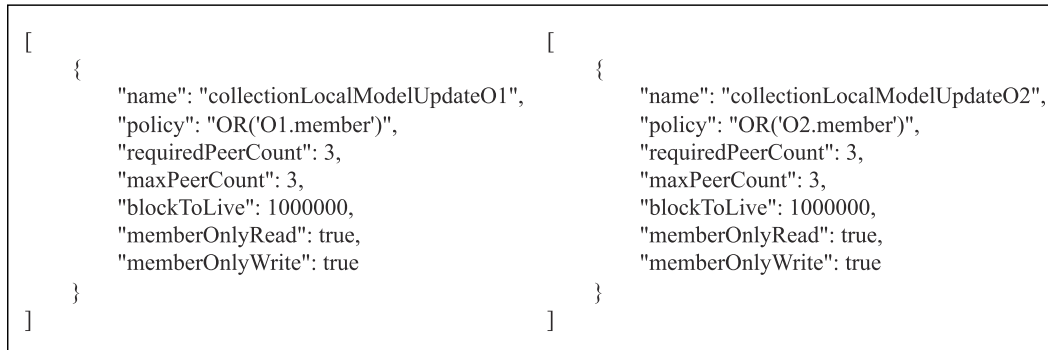 [
{
"name": "collectionLocalModelUpdateO1",
"policy": "OR('O1.member')",
"requiredPeerCount": 3,
"maxPeerCount": 3,
"blockToLive": 1000000,
"memberOnlyRead": true,
"memberOnlyWrite": true
}
]
[
{
"name": "collectionLocalModelUpdateO2",
"policy": "OR('O2.member')",
"requiredPeerCount": 3,
"maxPeerCount": 3,
"blockToLive": 1000000,
"memberOnlyRead": true,
"memberOnlyWrite": true
}
]